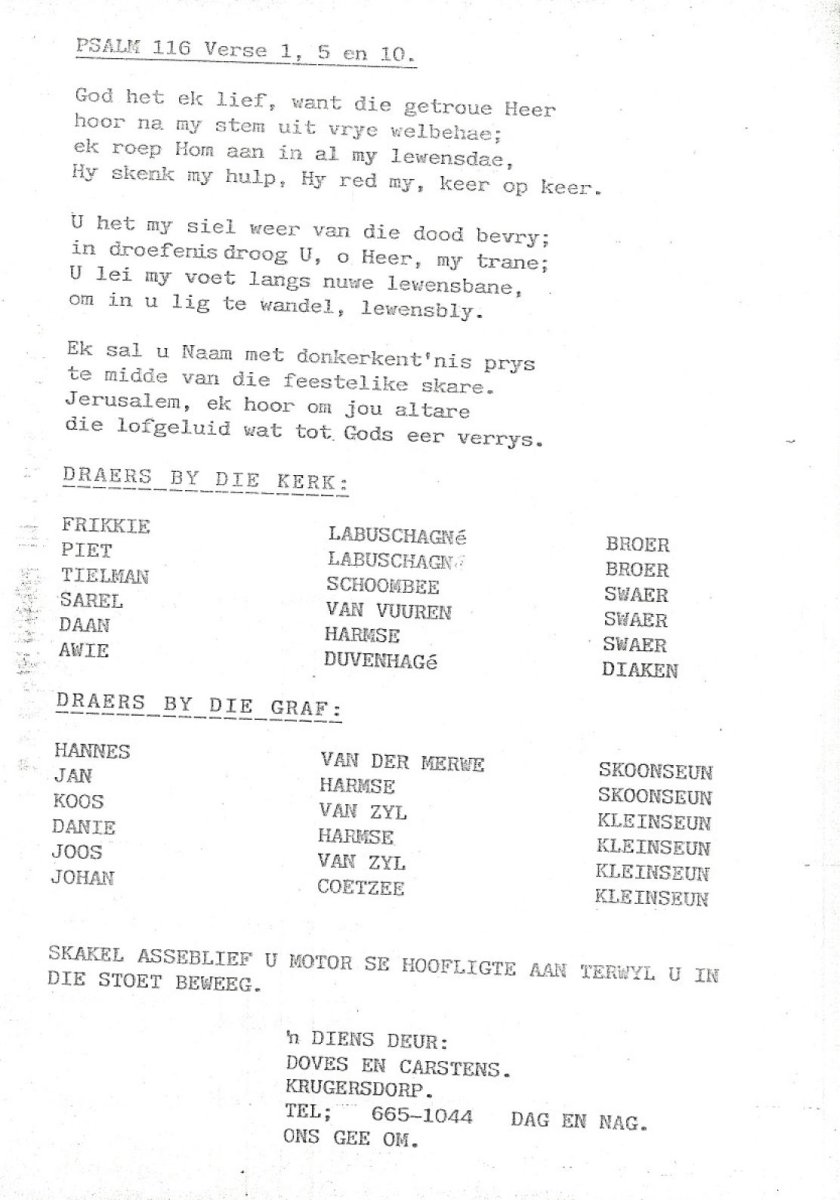 PSALM 116 Verse 1, 5 en 10.
God het ek lief, want die getroue Heer
hoor na my stem uit vrye welbehae;
ek roep Hom aan in al my lewensdae,
Hy skenk my hulp, Hy red my, keer op keer.
U het my siel weer van die dood bevry;
in droefenis droog U, o Heer, my trane;
U lei my voet langs nuwe lewensbane,
om in u lig te wandel, lewensbly.
Ek sal u Naam met donkerkent'nis prys
te midde van die feestelike skare.
Jerusalem, ek hoor om jou altare
die lofgeluid wat tot Gods eer verrys.
DRAERS BY DIE KERK:
FRIKKIE LABUSCHAGNé BROER
PIET LABUSCHAGNé BROER
TIELMAN SCHOOMBEE SWAER
SAREL VAN VUUREN SWAER
DAAN HARMSE SWAER
AWIE DUVENHAGé DIAKEN
DRAERS BY DIE GRAF:
HANNES VAN DER MERWE SKOONSEUN
JAN HARMSE SKOONSEUN
KOOS VAN ZYL KLEINSEUN
DANIE HARMSE KLEINSEUN
JOOS VAN ZYL KLEINSEUN
JOHAN COETZEE KLEINSEUN
SKAKEL ASSEBLIEF U MOTOR SE HOOFLIGTE AAN TERWYL U IN
DIE STOET BEWEEG.
'n DIENS DEUR:
DOVES EN CARSTENS.
KRUGERSDORP.
TEL; 665-1044 DAG EN NAG.
ONS GEE OM.